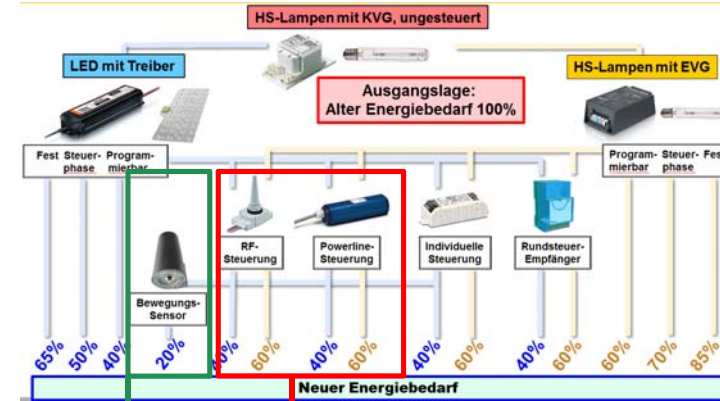 HS-Lampen mit KVG, ungesteuert
LED mit Treiber
HS-Lampen mit EVG
Ausgangslage:
Alter Energiebedarf 100%
Fest Steuer- Program-
phase mierbar
Program- Steuer- Fes
mierbar phase
RF-
Steuerung
Powerline-
Steuerung
Individuelle
Steuerung
Rundsteuer-
Empfänger
Bewegungs-
Sensor
65% 50% 40% 20% 40% 60% 40% 60% 40% 60% 40% 60% 60% 70% 85%
Neuer Energiebedarf